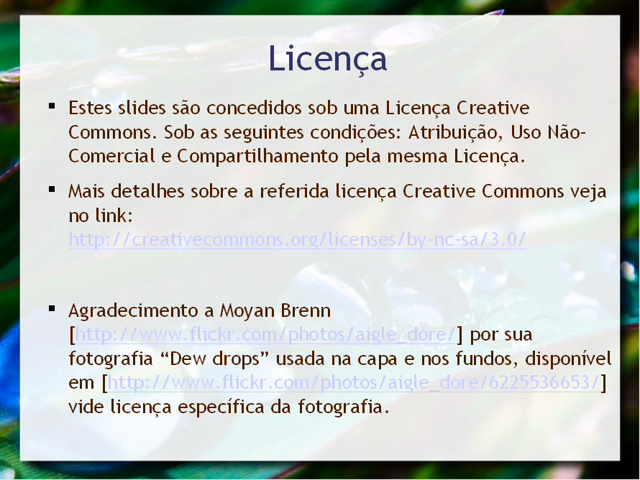 Licença
Estes slides são concedidos sob uma Licença Creative
Commons. Sob as seguintes condições: Atribuição, Uso Não-
Comercial e Compartilhamento pela mesma Licença.
Mais detalhes sobre a referida licença Creative Commons veja
no link:
http://creativecommons.org/licenses/by-nc-sa/3.0/
Agradecimento a Moyan Brenn
[http://www.flickr.com/photos/aigle_dore/] por sua
fotografia “Dew drops” usada na capa e nos fundos, disponível
em [http://www.flickr.com/photos/aigle_dore/6225536653/]
vide licença específica da fotografia.